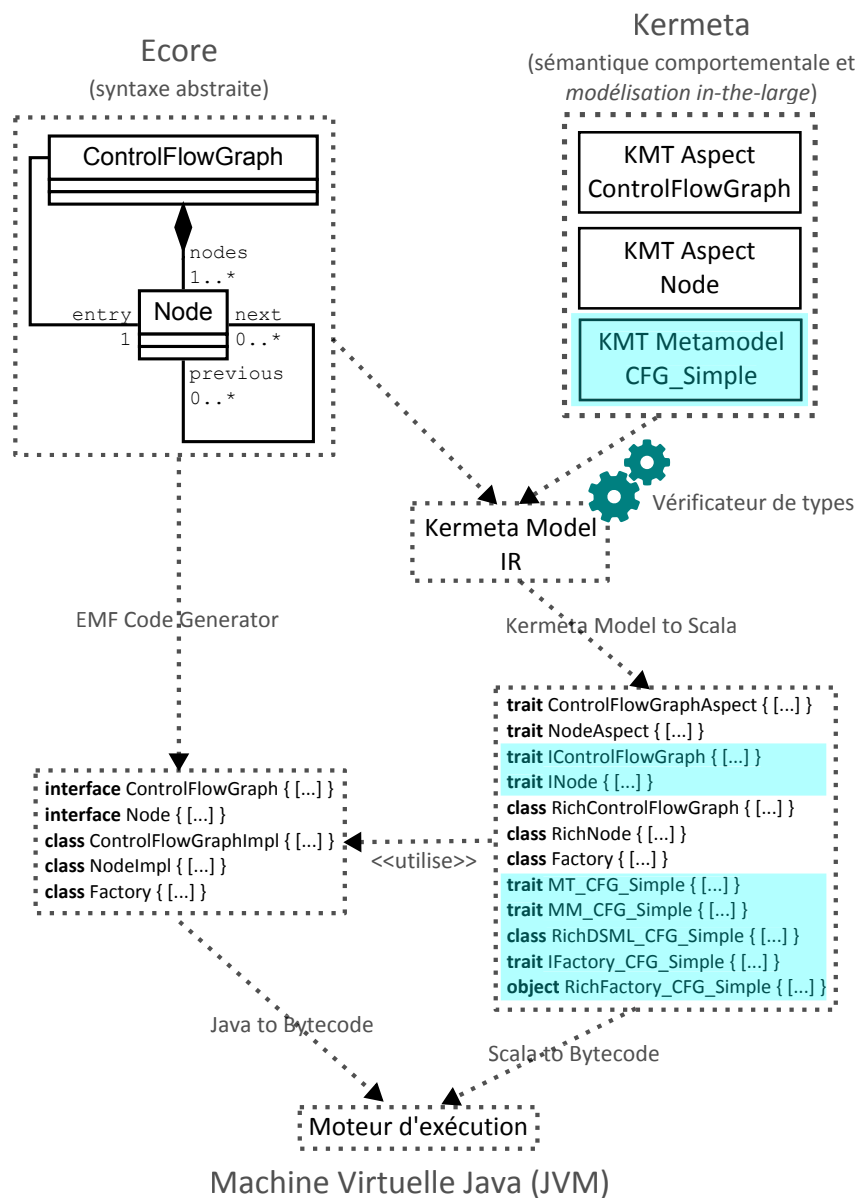 Ecore
(syntaxe abstraite)
Kermeta
(sémantique comportementale et
modélisation in-the-large)
ControlFlowGraph
nodes
1..*
entry
1
Node
next
0..*
previous
0..*
KMT Aspect
ControlFlowGraph
KMT Aspect
Node
KMT Metamodel
CFG_Simple
Vérificateur de types
Kermeta Model
IR
EMF Code Generator
Kermeta Model to Scala
trait ControlFlowGraphAspect { [...] }
trait NodeAspect { [...] }
trait IControlFlowGraph { [...] }
trait INode { [...] }
class RichControlFlowGraph { [...] }
class RichNode { [...] }
class Factory { [...] }
trait MT_CFG_Simple { [...] }
trait MM_CFG_Simple { [...] }
class RichDSML_CFG_Simple { [...] }
trait IFactory_CFG_Simple { [...] }
object RichFactory_CFG_Simple { [...] }
interface ControlFlowGraph { [...] }
interface Node { [...] }
class ControlFlowGraphImpl { [...] }
class NodeImpl { [...] }
class Factory { [...] }
<<utilise>>
Java to Bytecode
Scala to Bytecode
Moteur d'exécution
Machine Virtuelle Java (JVM)